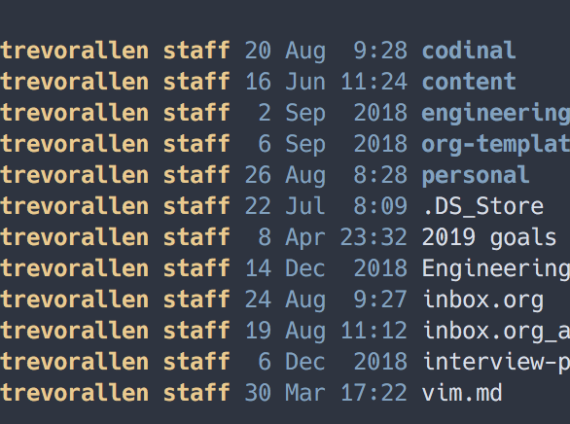 trevorallen staff 20 Aug  9:28 codinal
trevorallen staff 16 Jun 11:24 content
trevorallen staff  2 Sep  2018 engineering
trevorallen staff  6 Sep  2018 org-templat
trevorallen staff 26 Aug  8:28 personal
trevorallen staff 22 Jul  8:09 .DS_Store
trevorallen staff  8 Apr 23:32 2019 goals
trevorallen staff 14 Dec  2018 Engineering
trevorallen staff 24 Aug  9:27 inbox.org
trevorallen staff 19 Aug 11:12 inbox.org_a
trevorallen staff  6 Dec  2018 interview-p
trevorallen staff 30 Mar 17:22 vim.md